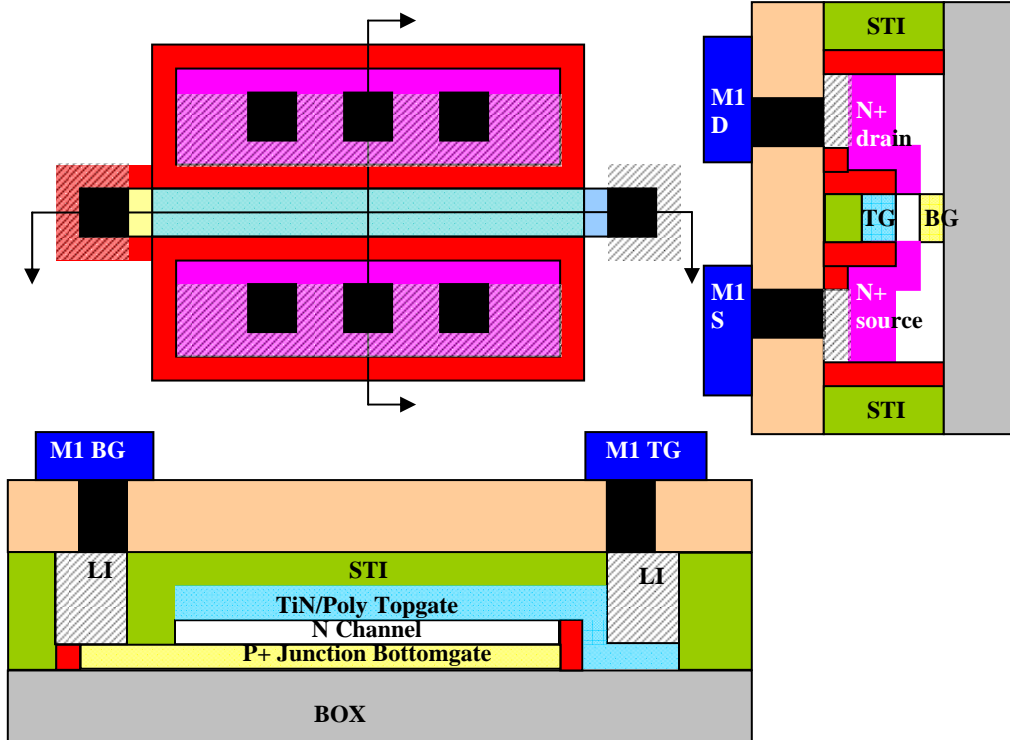 STI
M1
D
N+
drain
TG
BG
M1
S
N+
source
STI
M1 BG
M1 TG
LI
STI
LI
TiN/Poly Topgate
N Channel
P+ Junction Bottomgate
BOX